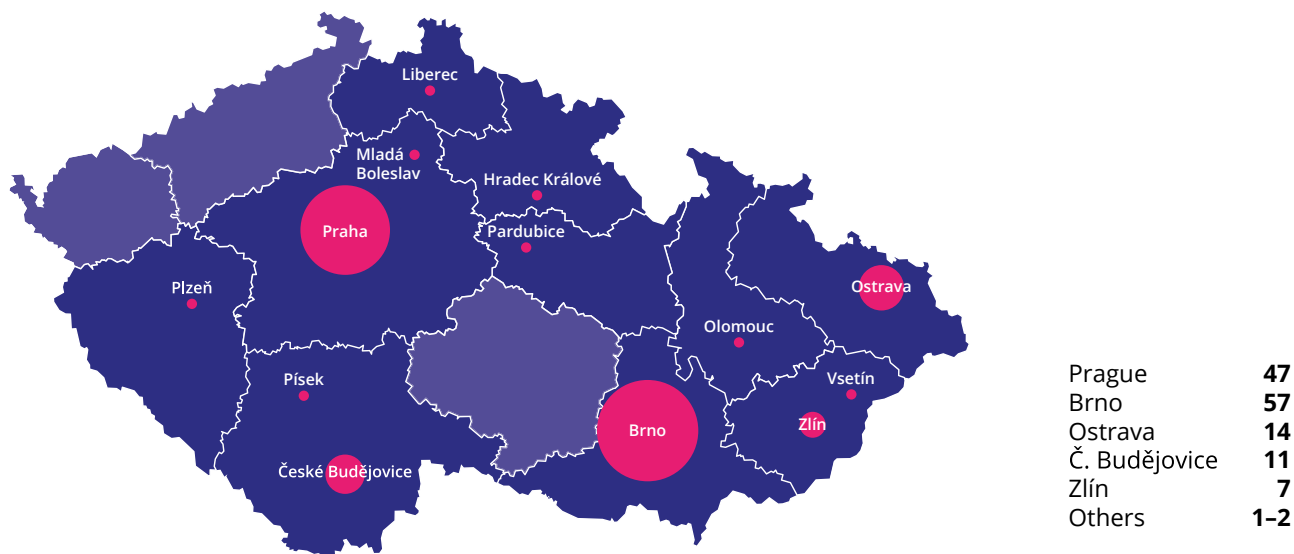 Liberec
Mladá
Boleslav
Hradec Králové
Praha
Pardubice
Plzeň
Ostrava
Olomouc
Písek
Vsetín
Zlín
Brno
České Budějovice
Prague 47
Brno 57
Ostrava 14
Č. Budějovice 11
Zlín 7
Others 1–2